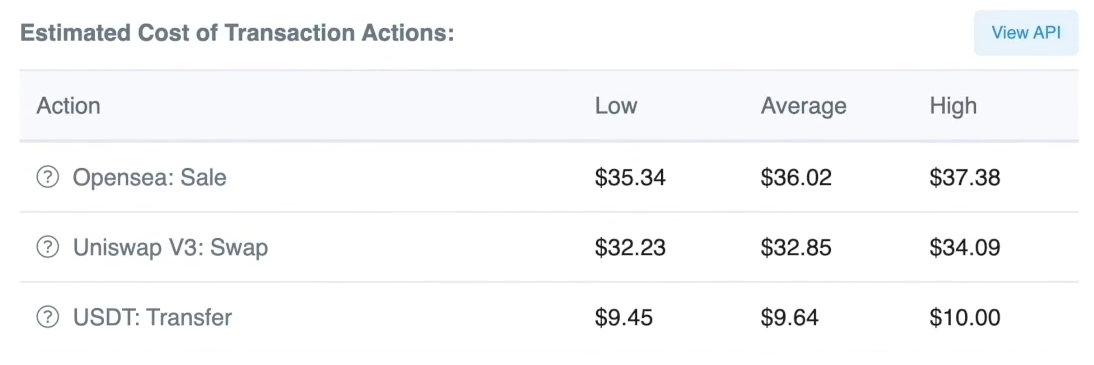 Estimated Cost of Transaction Actions:
View API
Action Low Average High
Opensea: Sale $35.34 $36.02 $37.38
Uniswap V3: Swap $32.23 $32.85 $34.09
USDT: Transfer $9.45 $9.64 $10.00